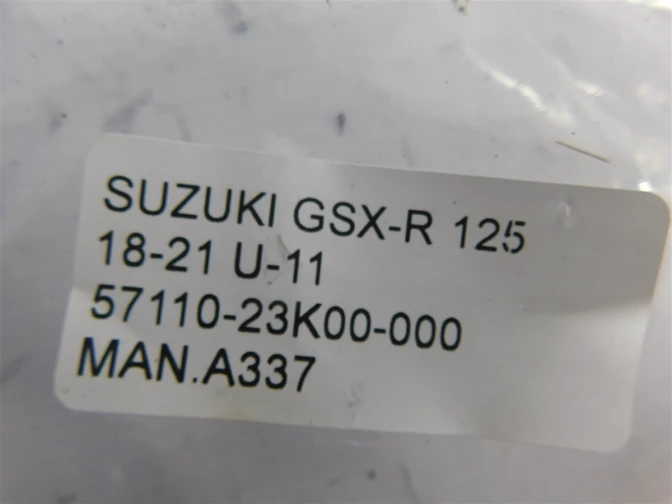 SUZUKI GSX-R 125
18-21 U-11
57110-23K00-000
MAN.A337